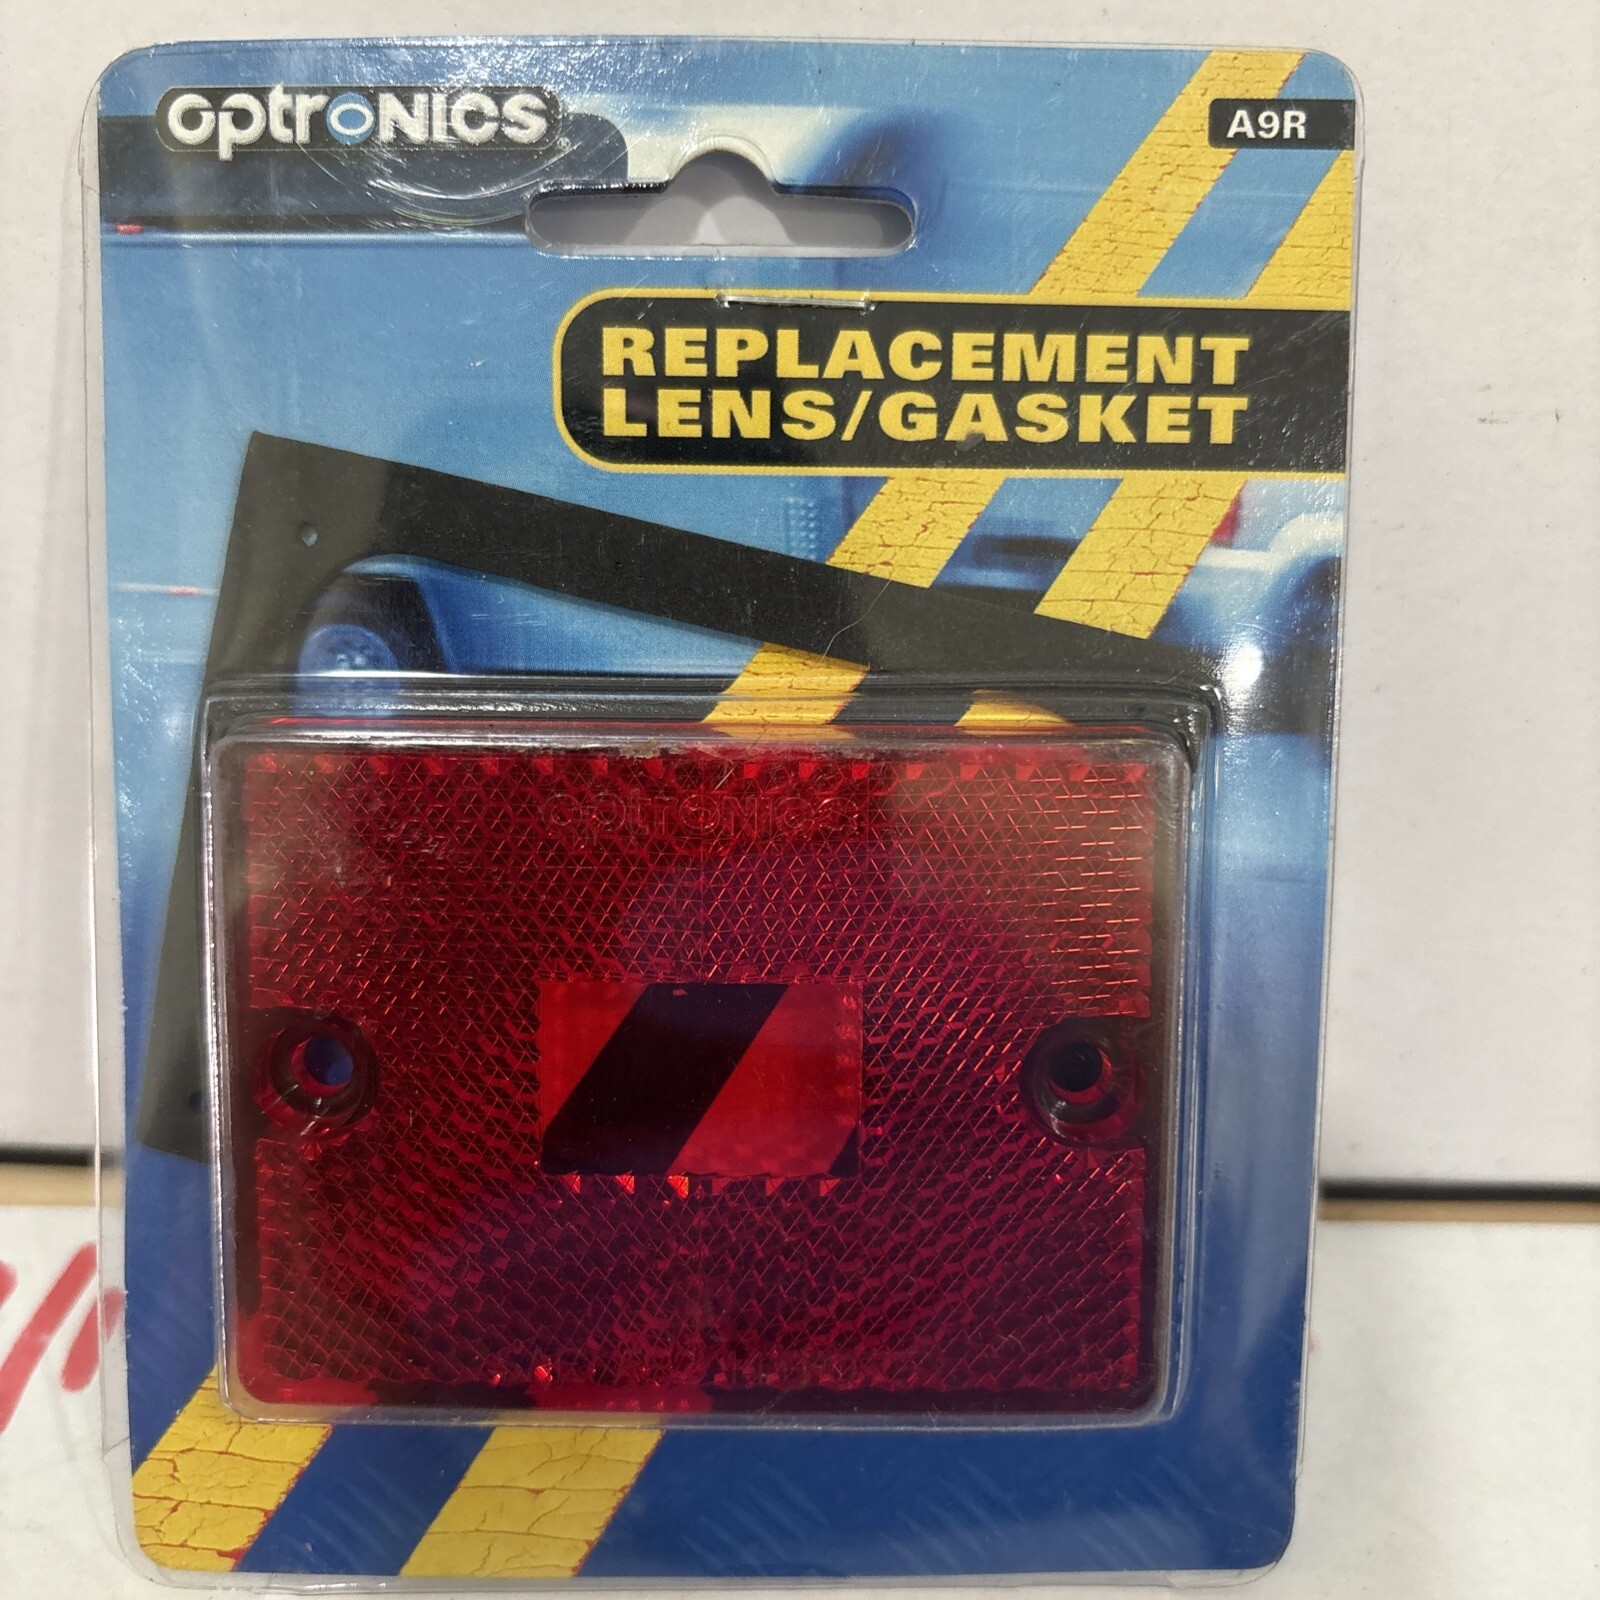 optronics®
A9R
REPLACEMENT
LENS/GASKET
optronics